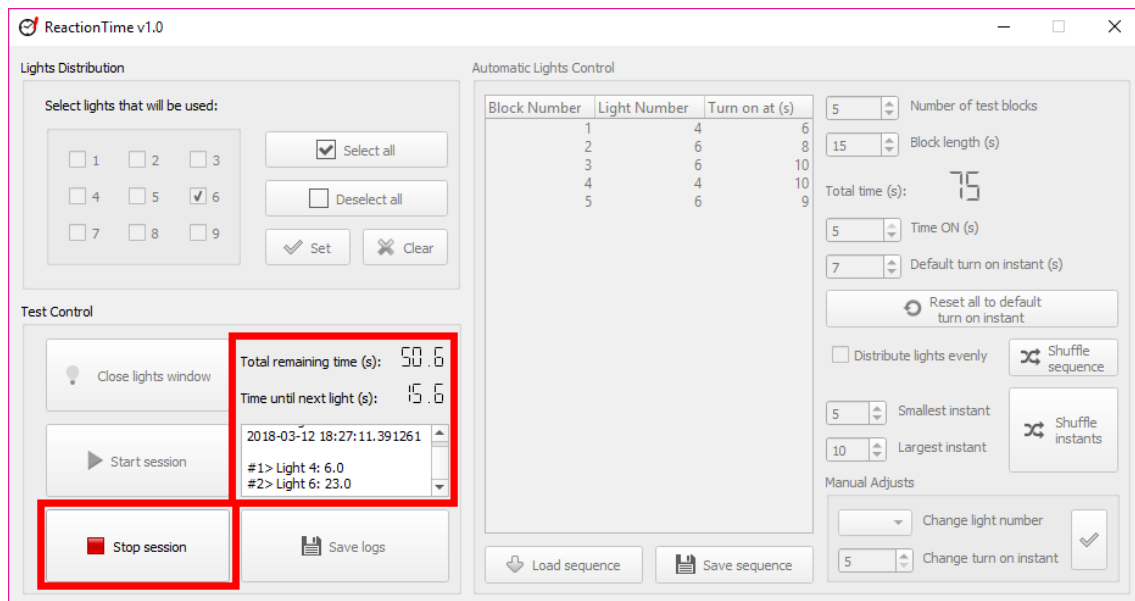 ReactionTime v1.0
Lights Distribution
Select lights that will be used:
1 2 3
4 5 6
7 8 9
Select all
Deselect all
Set Clear
Test Control
Close lights window
Start session
Stop session
Total remaining time (s): 50.6
Time until next light (s): 15.6
2018-03-12 18:27:11.391261
#1> Light 4: 6.0
#2> Light 6: 23.0
Save logs
Automatic Lights Control
Block Number Light Number Turn on at (s)
1 4 6
2 6 8
3 6 10
4 4 10
5 6 9
Load sequence Save sequence
5 Number of test blocks
15 Block length (s)
Total time (s): 75
5 Time ON (s)
7 Default turn on instant (s)
Reset all to default
turn on instant
Distribute lights evenly
Shuffle
sequence
5 Smallest instant
10 Largest instant
Shuffle
instants
Manual Adjusts
Change light number
5 Change turn on instant